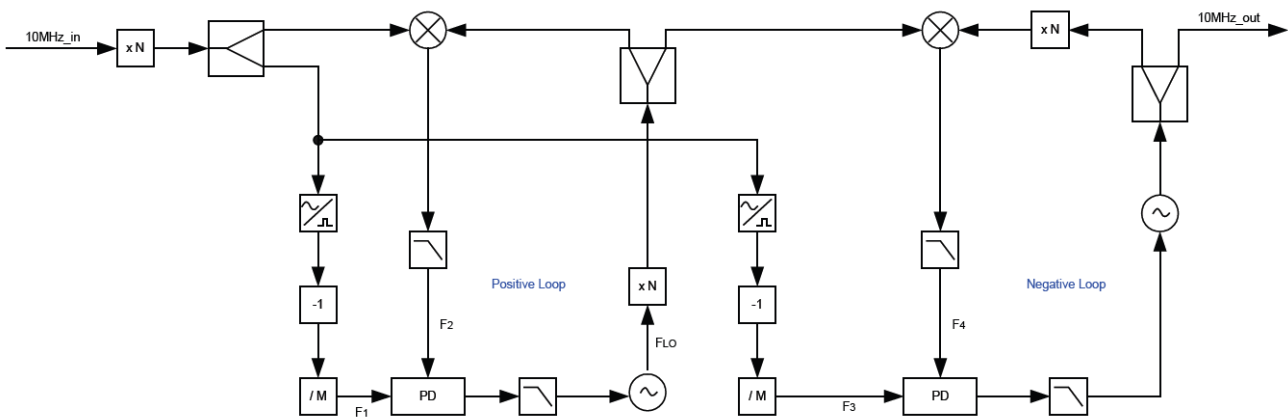 10MHz_in
x N
x N
10MHz_out
Positive Loop
Negative Loop
-1
x N
-1
F2
F4
FLO
/ M
F1
PD
/ M
F3
PD